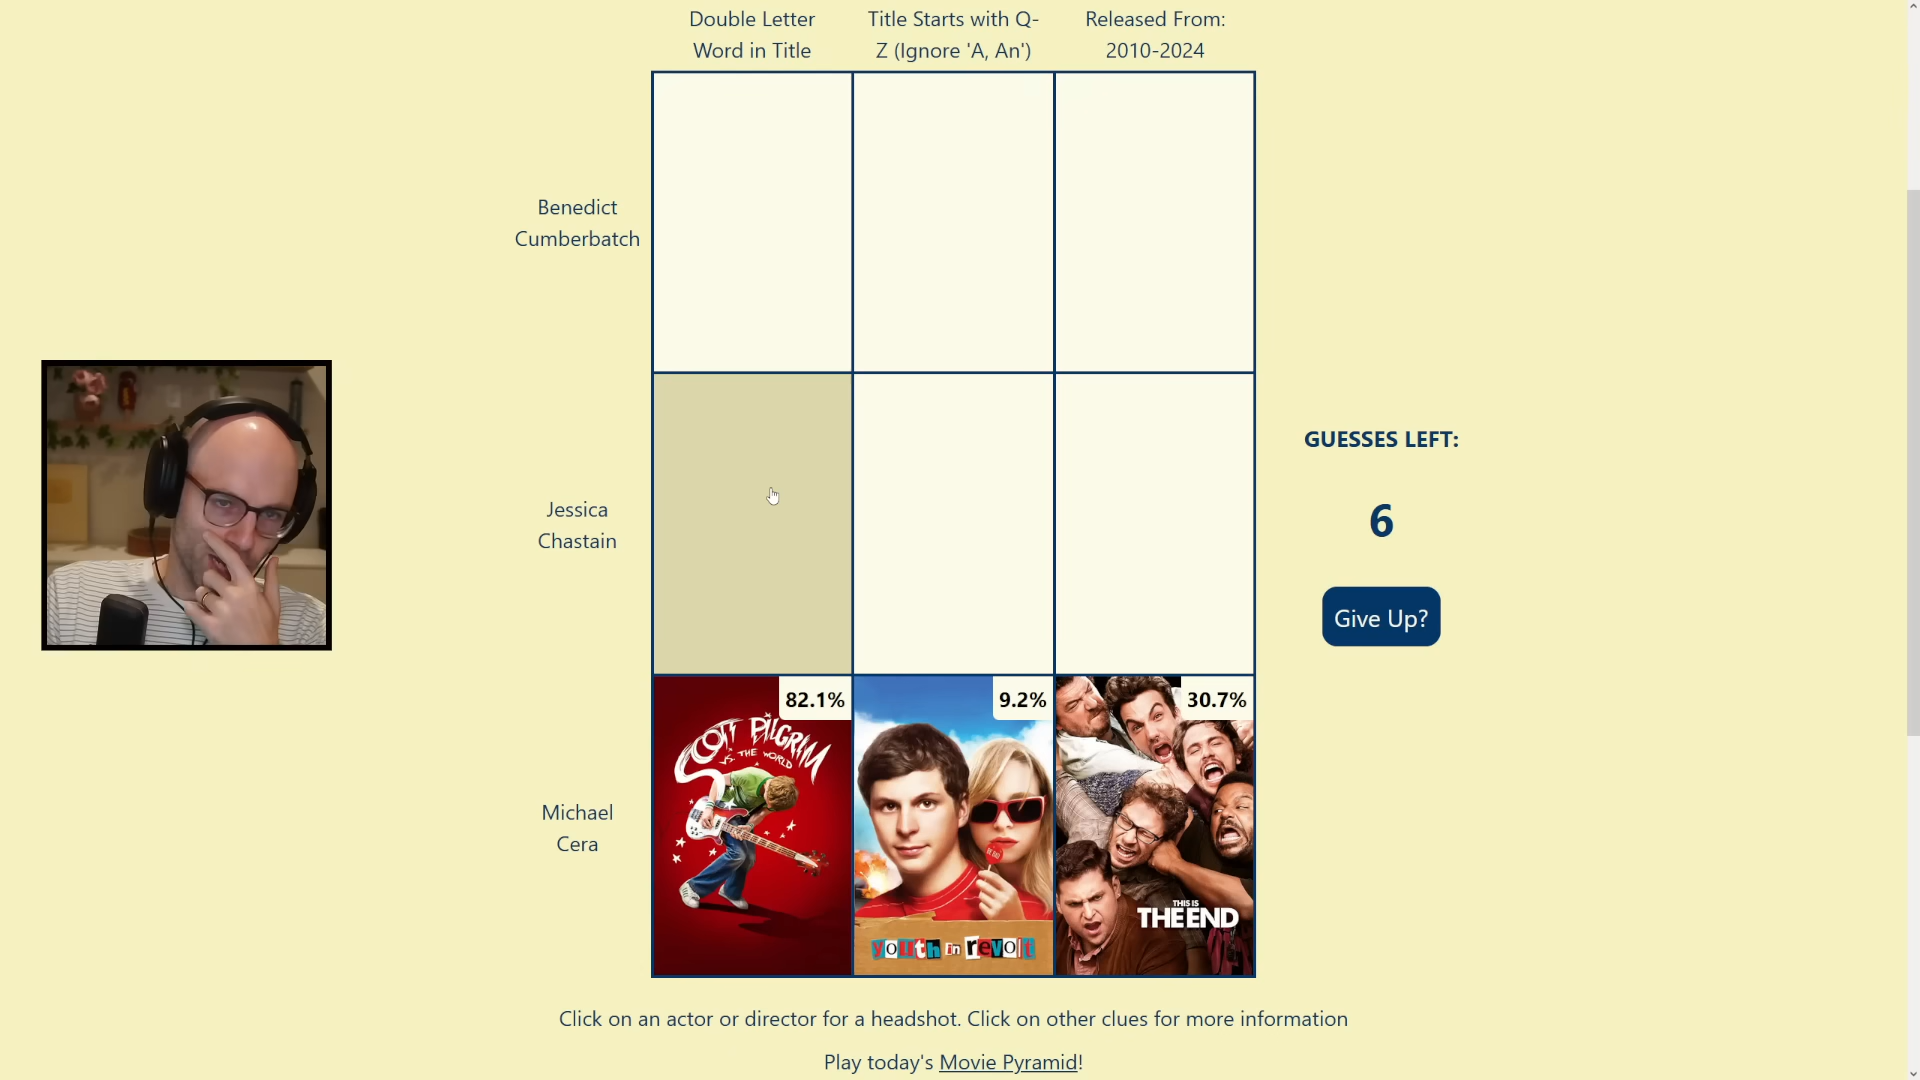 Double Letter
Word in Title
Title Starts with Q-
Z (Ignore 'A, An')
Released From:
2010-2024
Benedict
Cumberbatch
Jessica
Chastain
GUESSES LEFT:
6
Give Up?
Michael
Cera
82.1%
SCOTT PILGRIM
VS. THE WORLD
9.2%
youth in revolt
30.7%
THIS IS
THE END
Click on an actor or director for a headshot. Click on other clues for more information
Play today's Movie Pyramid!